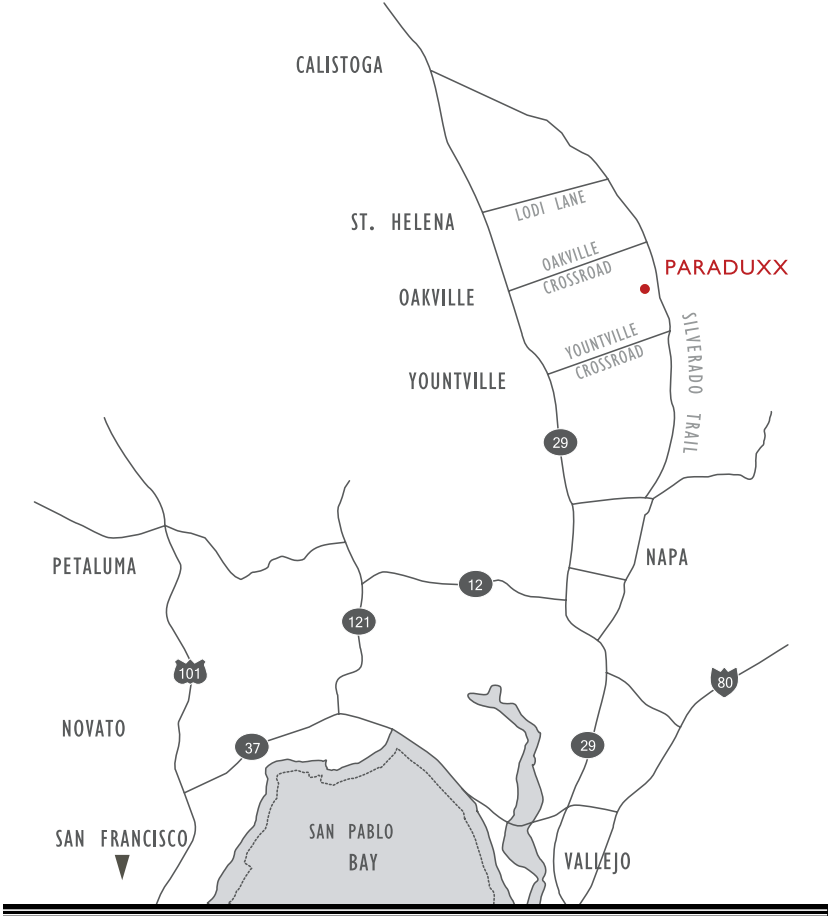 CALISTOGA
LODI LANE
ST. HELENA
OAKVILLE
CROSSROAD
PARADUXX
OAKVILLE
SILVERADO TRAIL
YOUNTVILLE
CROSSROAD
YOUNTVILLE
29
NAPA
PETALUMA
12
121
101
80
NOVATO
37
29
SAN FRANCISCO
SAN PABLO
BAY
VALLEJO